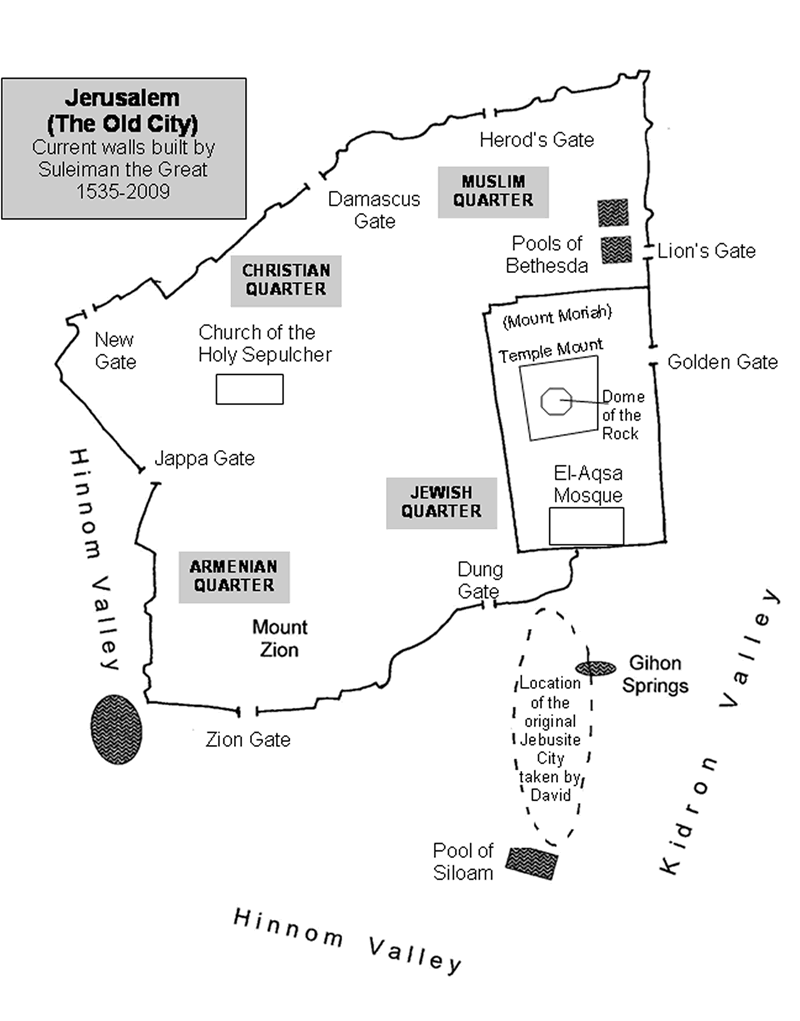 Jerusalem
(The Old City)
Current walls built by
Suleiman the Great
1535-2009
Herod's Gate
MUSLIM
QUARTER
Damascus
Gate
Pools of
Bethesda
Lion's Gate
CHRISTIAN
QUARTER
(Mount Moriah)
New
Gate
Church of the
Holy Sepulcher
Temple Mount
Golden Gate
Dome
of the
Rock
Jappa Gate
El-Aqsa
Mosque
JEWISH
QUARTER
Hinnom Valley
ARMENIAN
QUARTER
Dung
Gate
Mount
Zion
Gihon
Springs
Location
of the
original
Jebusite
City
taken by
David
Zion Gate
Kidron Valley
Pool of
Siloam
Hinnom Valley